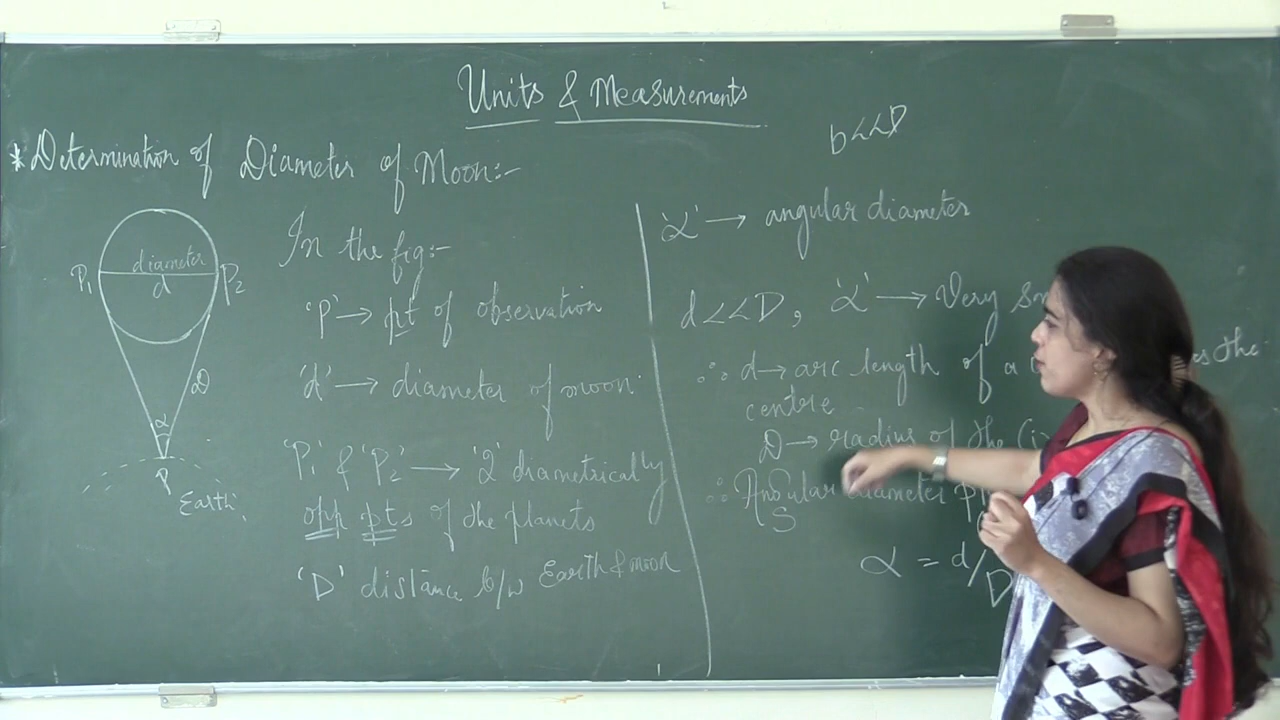 Units & Measurements
b<<D
* Determination of Diameter of Moon:-
diameter
P1 d P2
D
α
P
Earth
In the fig:-
'P' → pt of observation
'd' → diameter of moon.
'P1' & 'P2' → '2' diametrically
opp pts of the planets
'D' distance b/w Earth & moon
'α' → angular diameter
d<<D, 'α' → Very
∴ d → arc length of a the
centre
D → radius of the
∴ Angular diameter
α = d/D